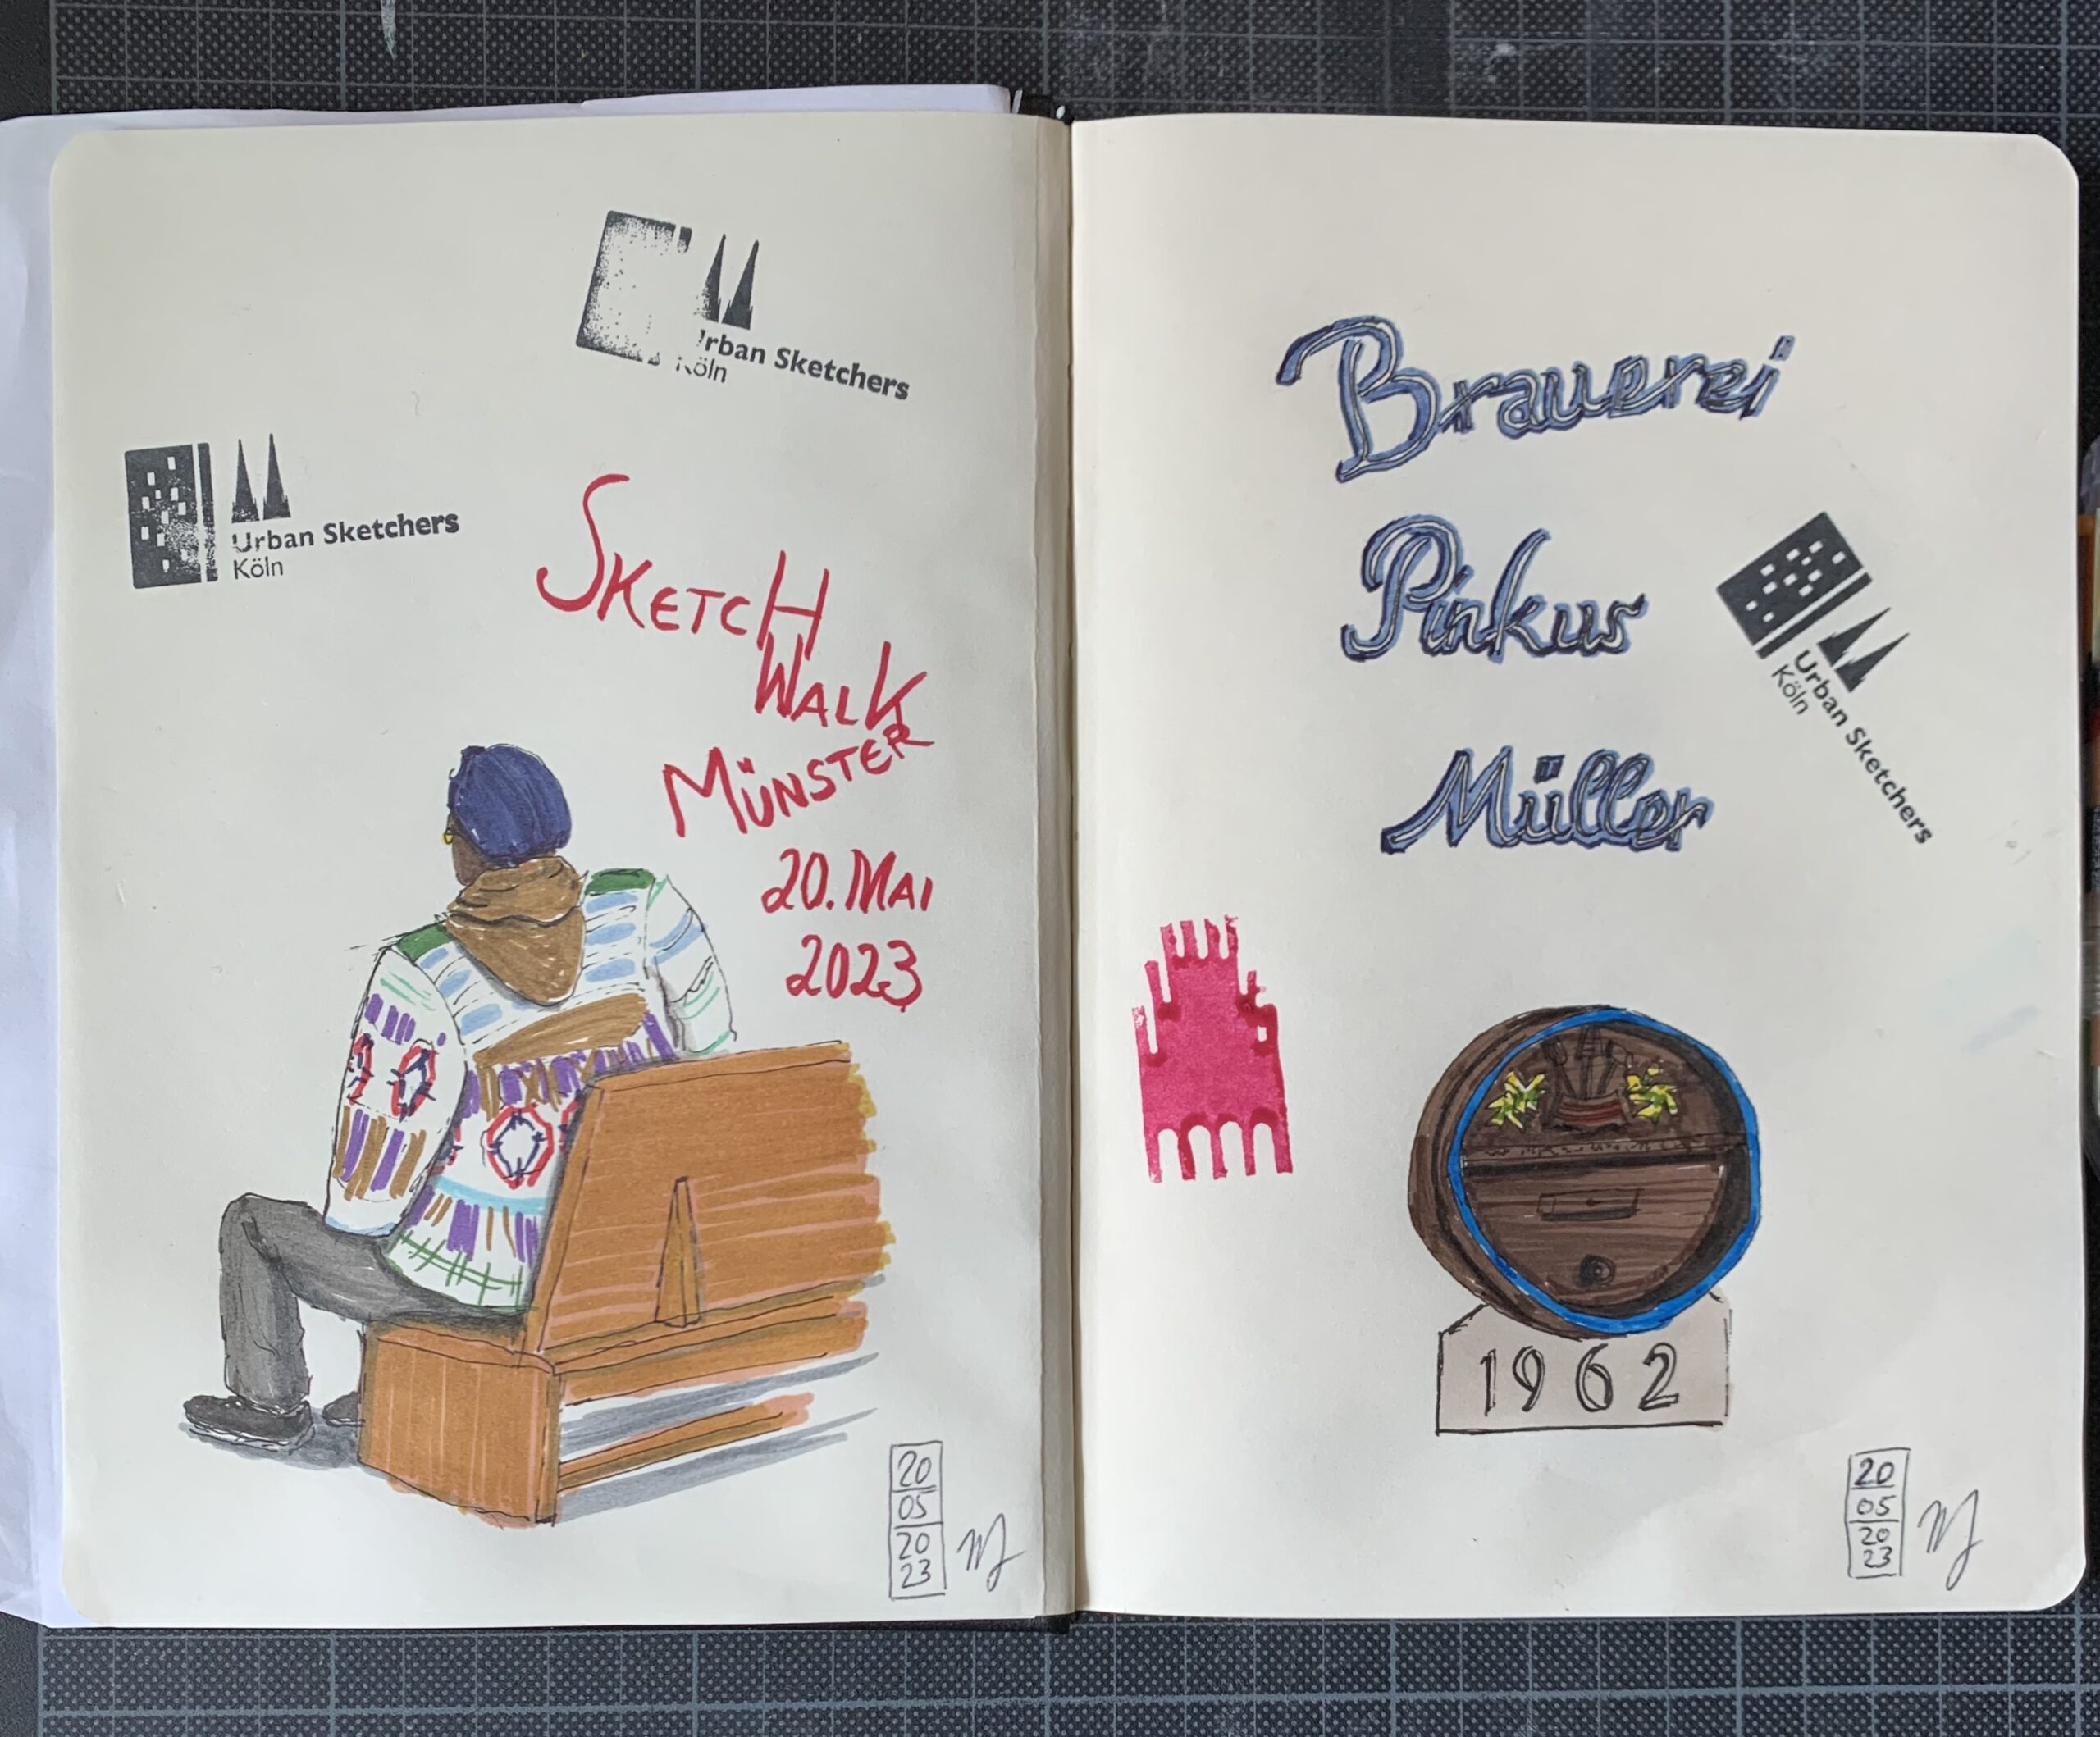 Urban Sketchers
Köln
Urban Sketchers
Köln
SKETCH
WALK
MÜNSTER
20. MAI
2023
20
05
20
23
Brauerei
Pinkus
Müller
Urban Sketchers
Köln
1962
20
05
20
23